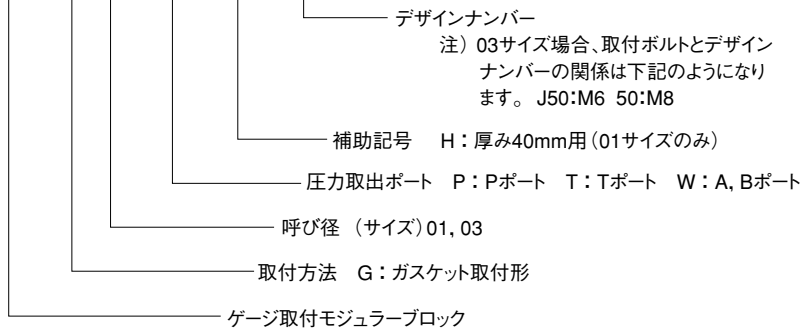 デザインナンバー
注） 03サイズ場合、取付ボルトとデザイン
ナンバーの関係は下記のようになり
ます。 J50：M6 50：M8
補助記号 H：厚み40mm用（01サイズのみ）
圧力取出ポート P：Pポート T：Tポート W：A, Bポート
呼び径 （サイズ）01, 03
取付方法 G：ガスケット取付形
ゲージ取付モジュラーブロック